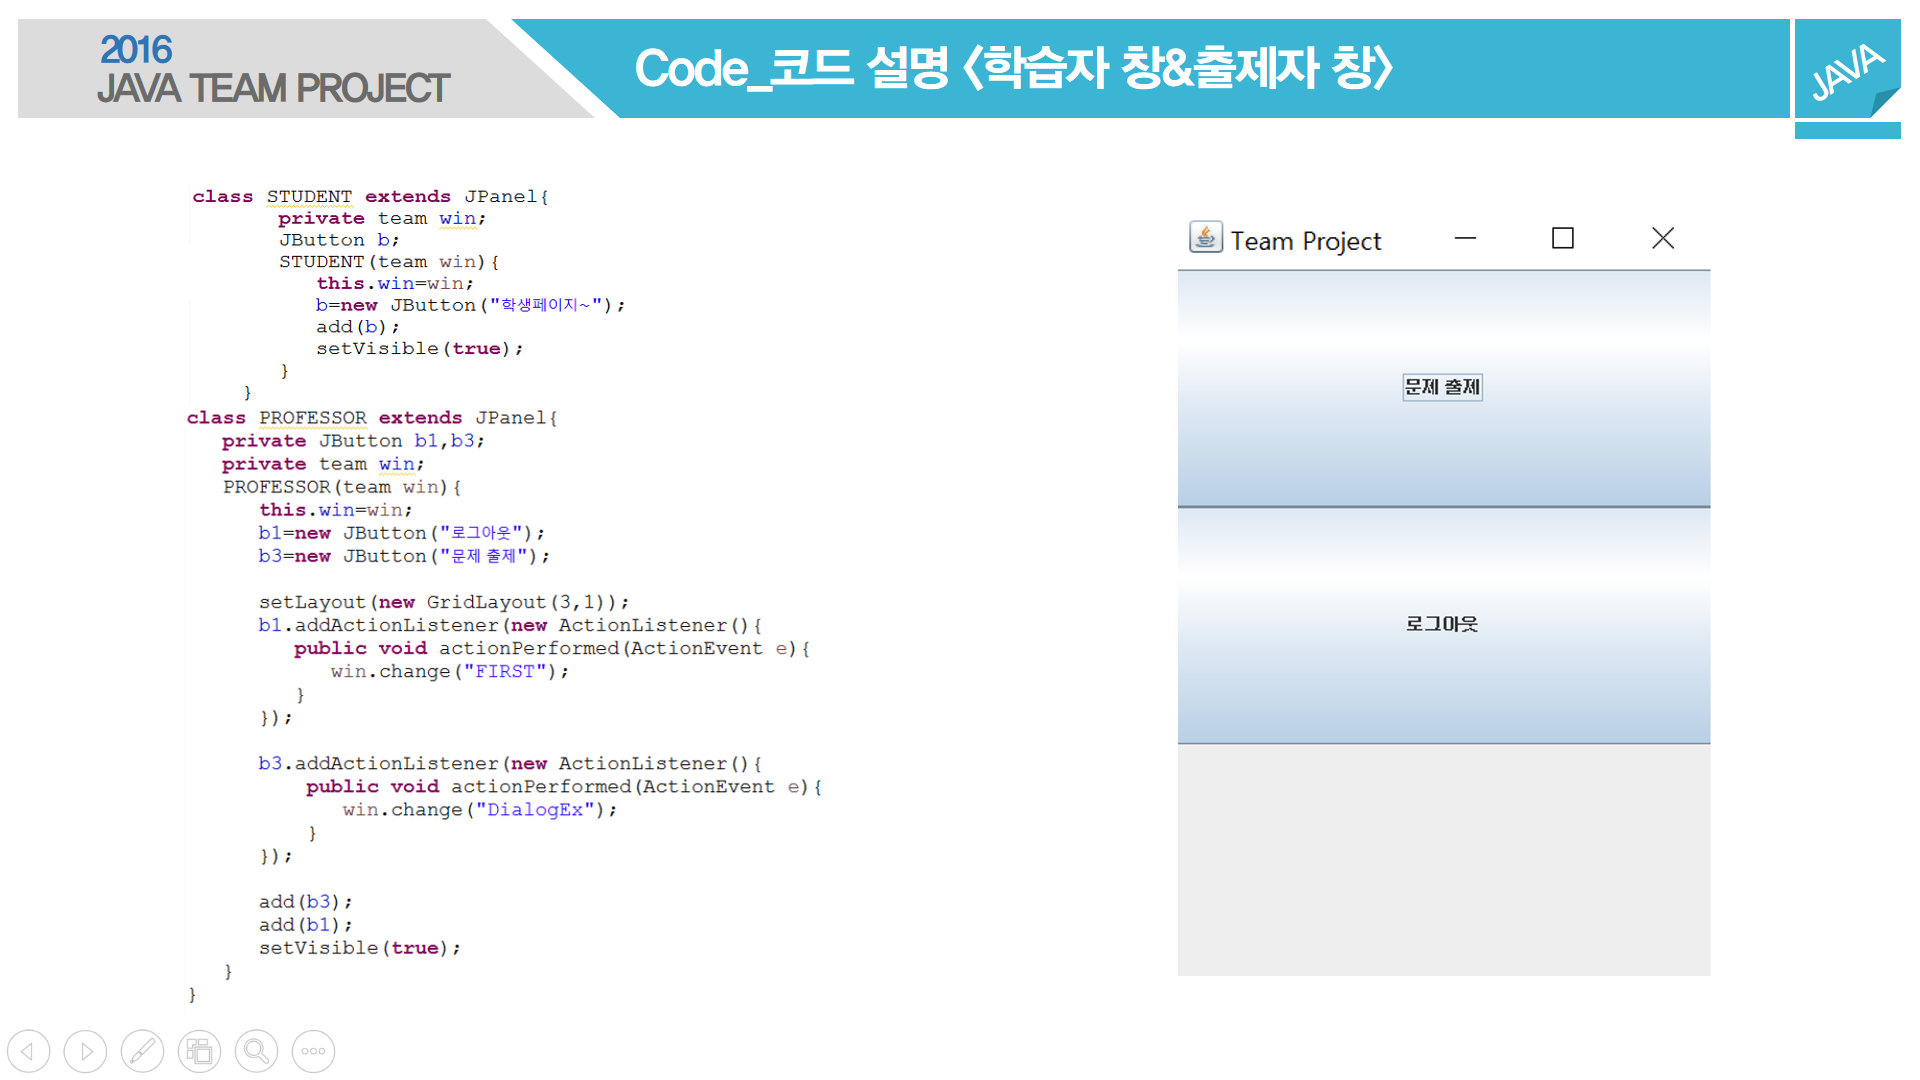 2016
JAVA TEAM PROJECT
Code_코드 설명 <학습자 창&출제자 창>
JAVA
class STUDENT extends JPanel{
private team win;
JButton b;
STUDENT(team win){
this.win=win;
b=new JButton("학생페이지~");
add(b);
setVisible(true);
}
}
class PROFESSOR extends JPanel{
private JButton b1,b3;
private team win;
PROFESSOR(team win){
this.win=win;
b1=new JButton("로그아웃");
b3=new JButton("문제 출제");
setLayout(new GridLayout(3,1));
b1.addActionListener(new ActionListener(){
public void actionPerformed(ActionEvent e){
win.change("FIRST");
}
});
b3.addActionListener(new ActionListener(){
public void actionPerformed(ActionEvent e){
win.change("DialogEx");
}
});
add(b3);
add(b1);
setVisible(true);
}
}
Team Project
문제 출제
로그아웃